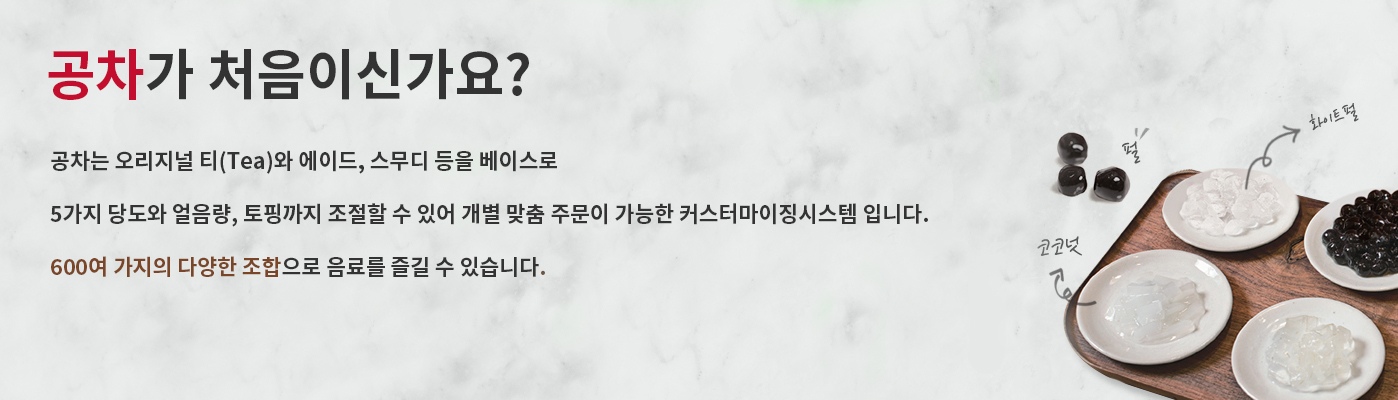 공차가 처음이신가요?
공차는 오리지널 티(Tea)와 에이드, 스무디 등을 베이스로
5가지 당도와 얼음량, 토핑까지 조절할 수 있어 개별 맞춤 주문이 가능한 커스터마이징시스템 입니다.
600여 가지의 다양한 조합으로 음료를 즐길 수 있습니다.
화이트펄
펄
코코넛